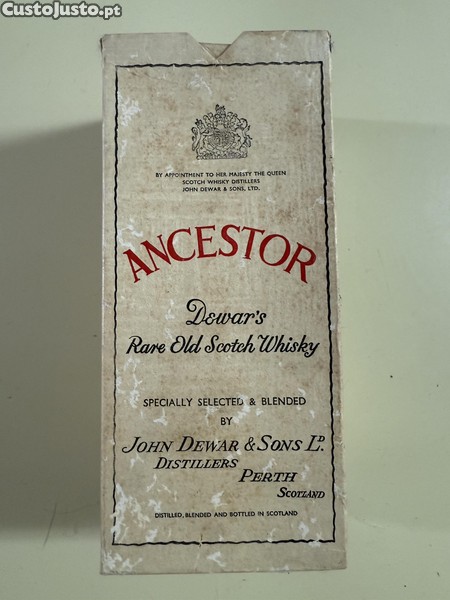 CustoJusto.pt
BY APPOINTMENT TO HER MAJESTY THE QUEEN
SCOTCH WHISKY DISTILLERS
JOHN DEWAR & SONS, LTD.
ANCESTOR
Dewar's
Rare Old Scotch Whisky
SPECIALLY SELECTED & BLENDED
BY
JOHN DEWAR & SONS LD.
DISTILLERS
PERTH
SCOTLAND
DISTILLED, BLENDED AND BOTTLED IN SCOTLAND
CustoJusto.pt